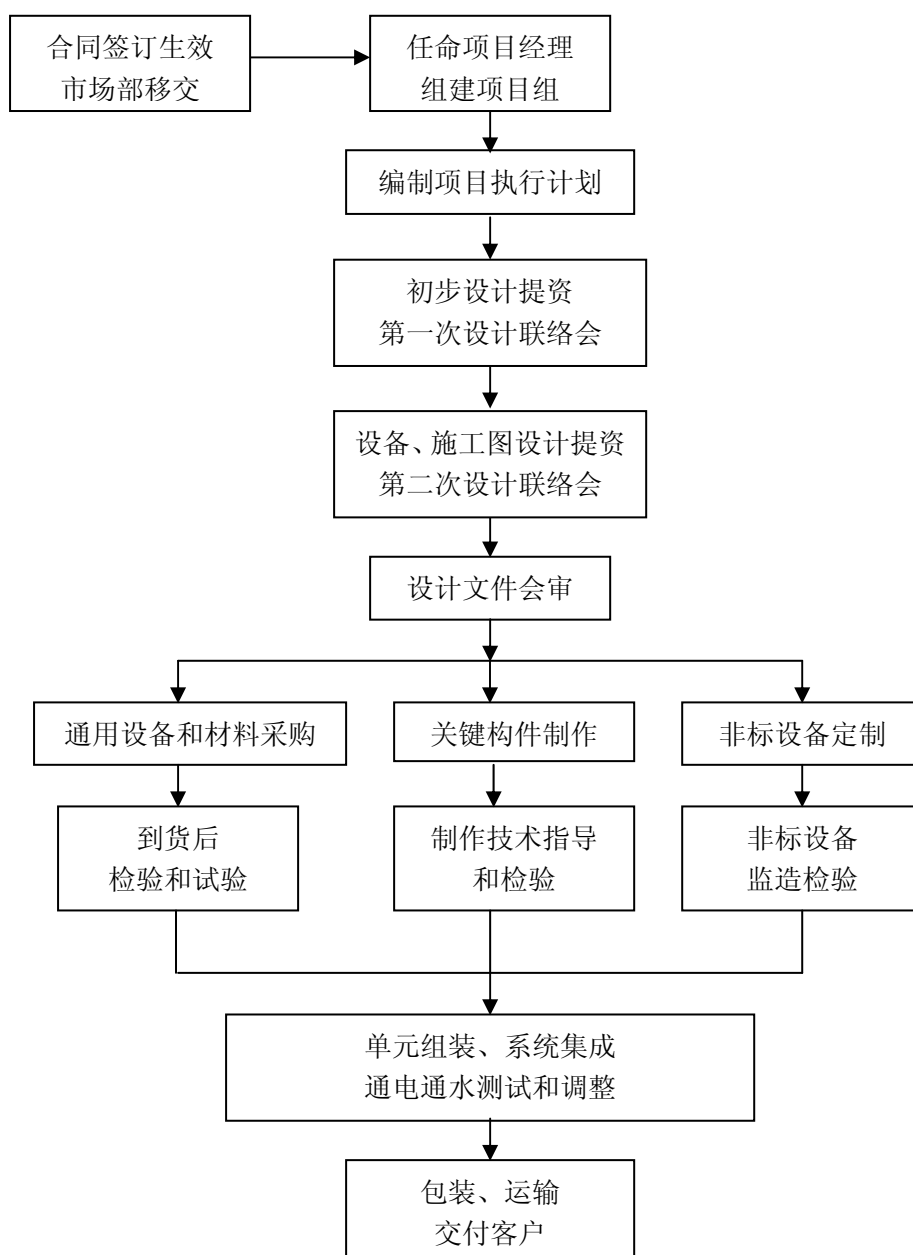 合同签订生效
市场部移交
任命项目经理
组建项目组
编制项目执行计划
初步设计提资
第一次设计联络会
设备、施工图设计提资
第二次设计联络会
设计文件会审
通用设备和材料采购
关键构件制作
非标设备定制
到货后
检验和试验
制作技术指导
和检验
非标设备
监造检验
单元组装、系统集成
通电通水测试和调整
包装、运输
交付客户